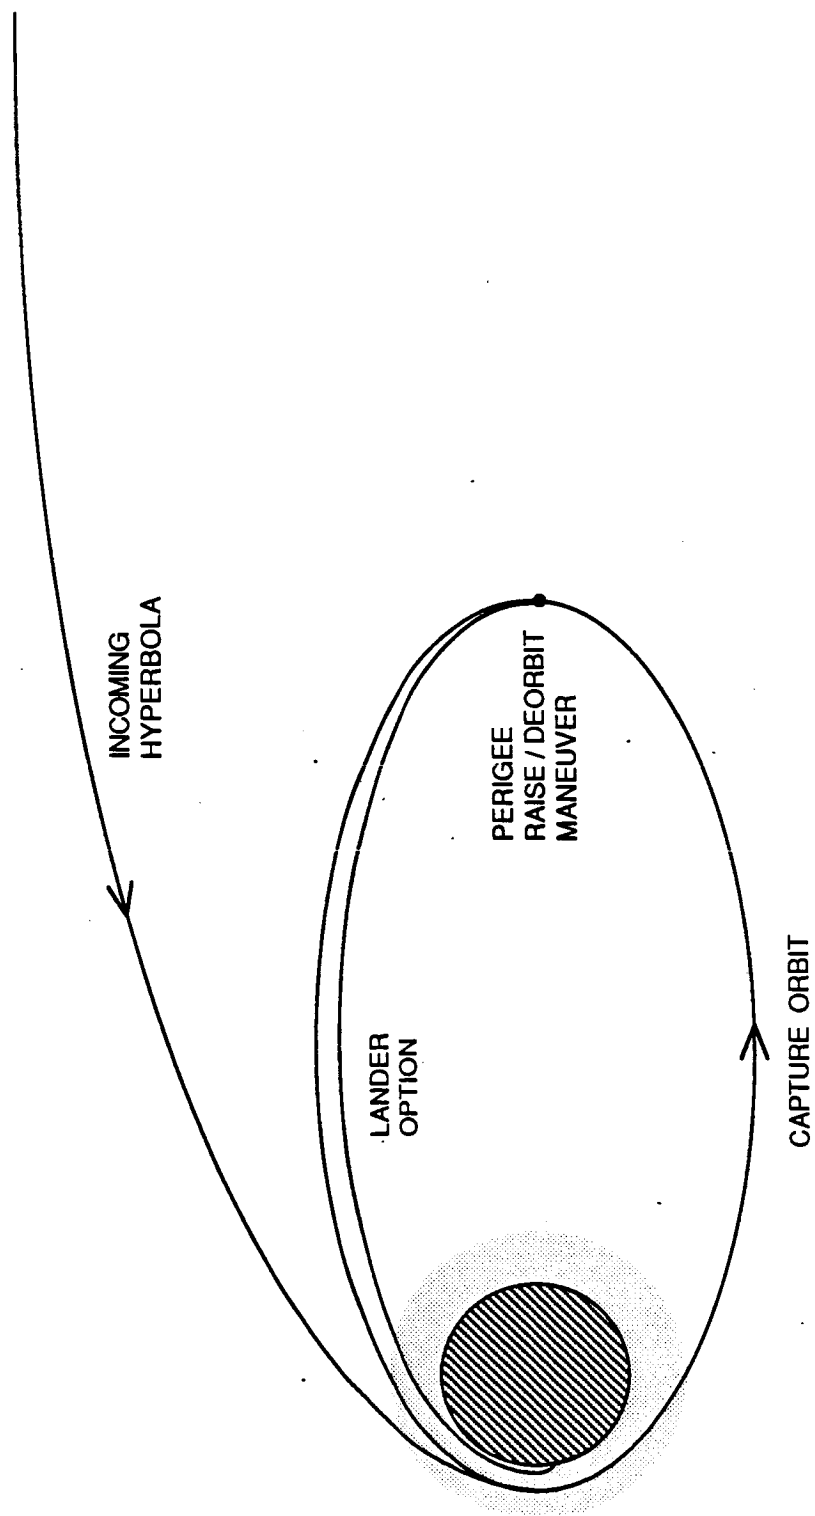 INCOMING
HYPERBOLA
PERIGEE
RAISE / DEORBIT
MANEUVER
LANDER
OPTION
CAPTURE ORBIT